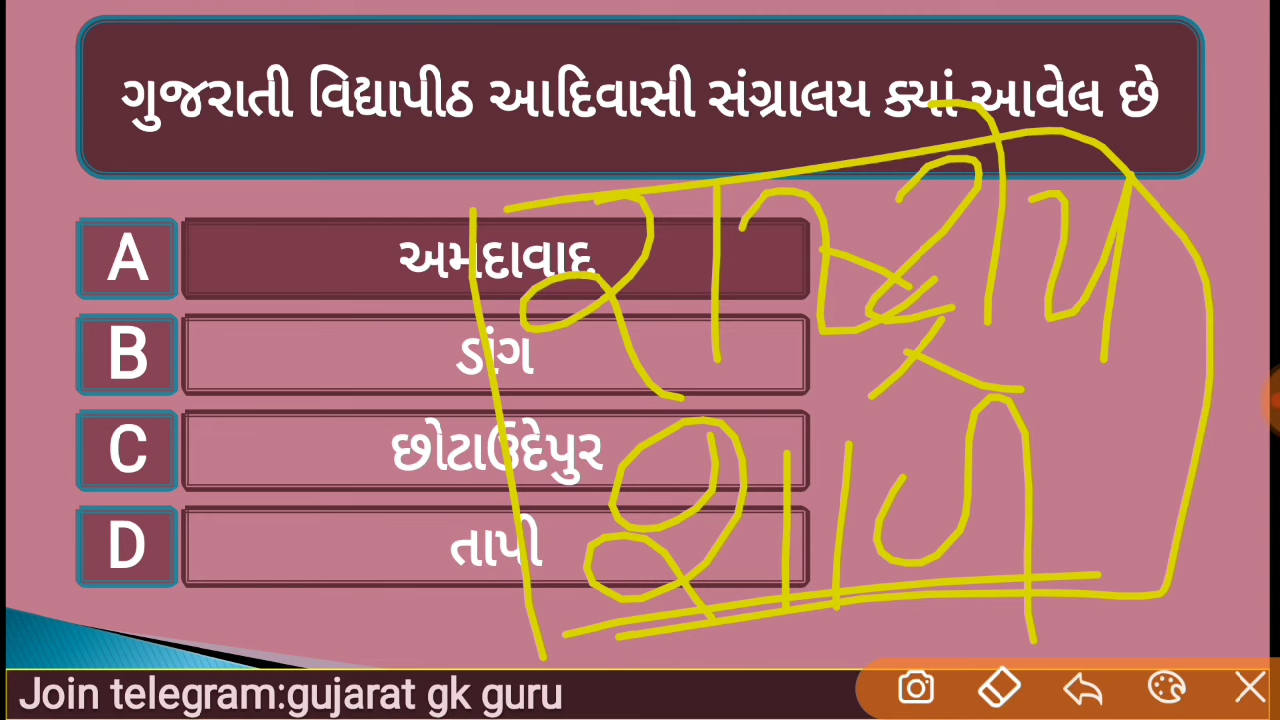 ગુજરાતી વિદ્યાપીઠ આદિવાસી સંગ્રાલય ક્યાં આવેલ છે
A અમદાવાદ
B ડાંગ
C છોટાઉદેપુર
D તાપી
Join telegram:gujarat gk guru